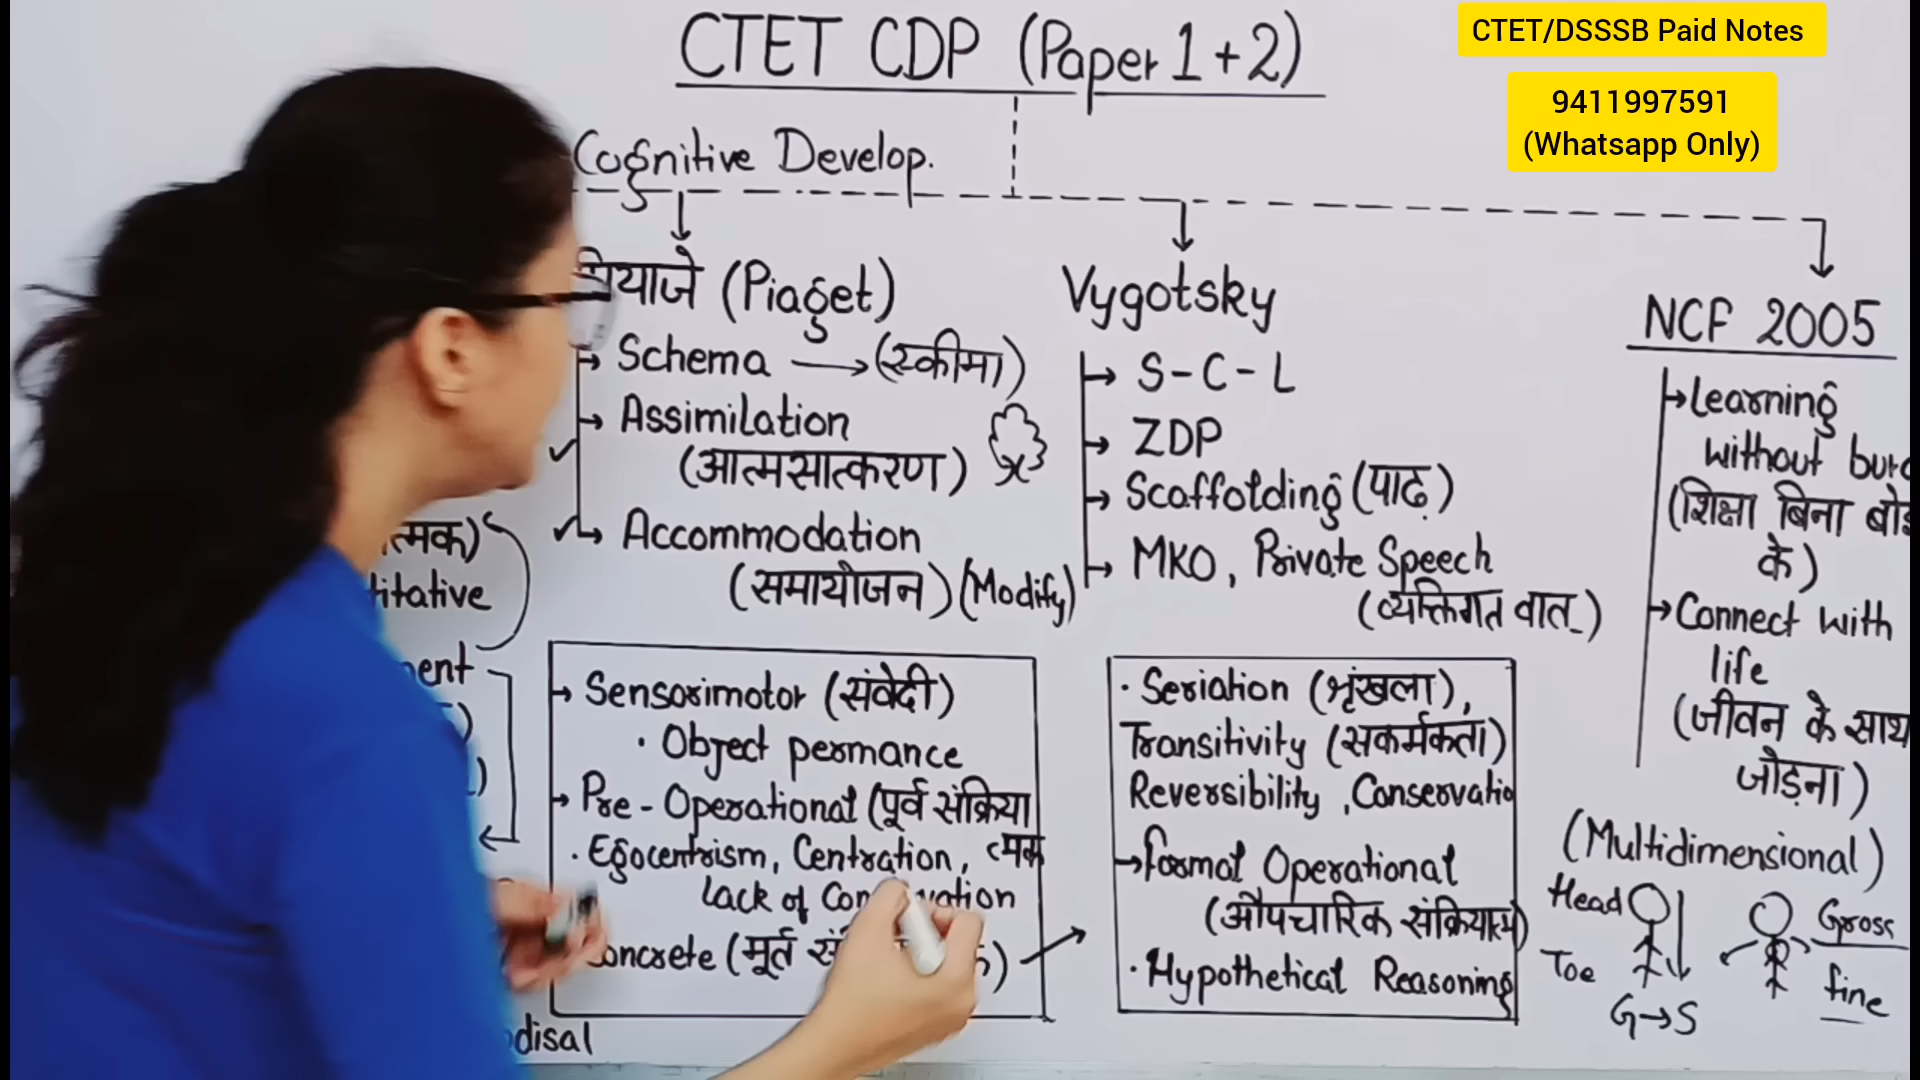 CTET CDP (Paper 1 + 2)
CTET/DSSSB Paid Notes
9411997591
(Whatsapp Only)
Cognitive Develop.
(Piaget)
Schema → (स्कीमा)
Assimilation
(आत्मसात्करण)
Accommodation
(समायोजन) (Modify)
Vygotsky
S-C-L
ZDP
Scaffolding (पाढ़)
MKO, Private Speech
(व्यक्तिगत वात_)
NCF 2005
Learning
without
(शिक्षा बिना
के)
Connect with
life
(जीवन के साथ
जोड़ना)
(Multidimensional)
Head
Toe
G→S
Gross
fine
→ Sensorimotor (संवेदी)
· Object permance
→ Pre-Operational (पूर्व संक्रिया
त्मक
· Egocentrism, Centration,
Lack of
(मूर्त
· Seriation (श्रृंखला),
Transitivity (सकर्मकता)
Reversibility, Conservatio
→ Formal Operational
(औपचारिक संक्रियात्म)
· Hypothetical Reasoning